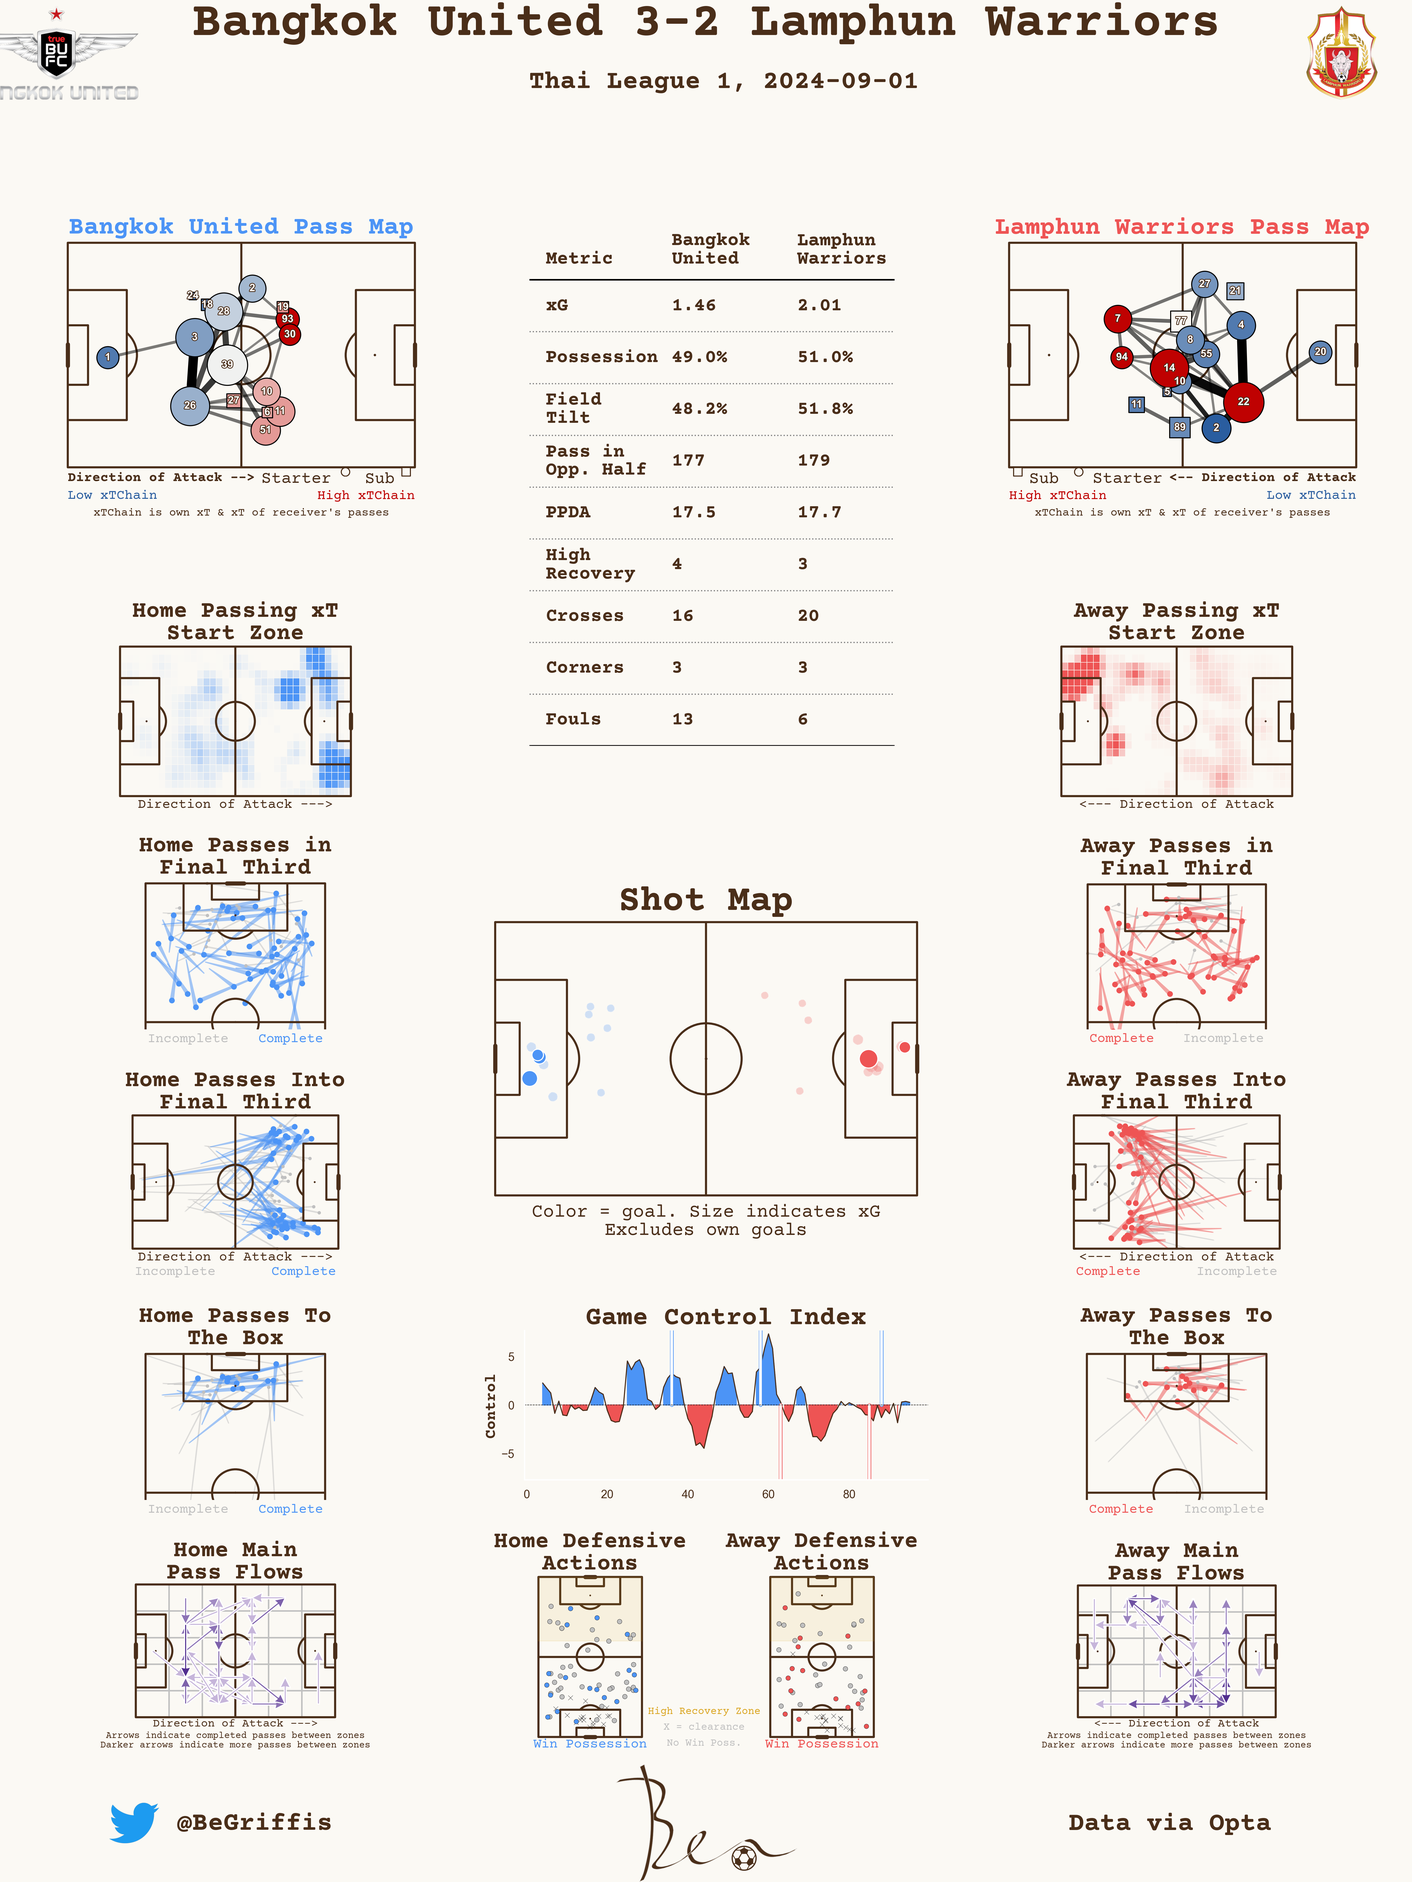 Bangkok United 3-2 Lamphun Warriors
Thai League 1, 2024-09-01
true
BU
FC
NGKOK UNITED
Bangkok United Pass Map
1
24
18
28
2
19
93
30
3
39
26
27
10
6
11
51
Direction of Attack --> Starter Sub
Low xTChain High xTChain
xTChain is own xT & xT of receiver's passes
Metric Bangkok United Lamphun Warriors
xG 1.46 2.01
Possession 49.0% 51.0%
Field Tilt 48.2% 51.8%
Pass in Opp. Half 177 179
PPDA 17.5 17.7
High Recovery 4 3
Crosses 16 20
Corners 3 3
Fouls 13 6
Lamphun Warriors Pass Map
27
21
7
77
4
8
94
55
20
14
10
5
11
22
89
2
Sub Starter <-- Direction of Attack
High xTChain Low xTChain
xTChain is own xT & xT of receiver's passes
Home Passing xT
Start Zone
Direction of Attack --->
Away Passing xT
Start Zone
<--- Direction of Attack
Home Passes in
Final Third
Incomplete Complete
Away Passes in
Final Third
Complete Incomplete
Shot Map
Color = goal. Size indicates xG
Excludes own goals
Home Passes Into
Final Third
Direction of Attack --->
Incomplete Complete
Away Passes Into
Final Third
<--- Direction of Attack
Complete Incomplete
Home Passes To
The Box
Incomplete Complete
Game Control Index
Control
5
0
−5
0 20 40 60 80
Away Passes To
The Box
Complete Incomplete
Home Main
Pass Flows
Direction of Attack --->
Arrows indicate completed passes between zones
Darker arrows indicate more passes between zones
Home Defensive
Actions
Win Possession
High Recovery Zone
X = clearance
No Win Poss.
Away Defensive
Actions
Win Possession
Away Main
Pass Flows
<--- Direction of Attack
Arrows indicate completed passes between zones
Darker arrows indicate more passes between zones
@BeGriffis
Ben
Data via Opta